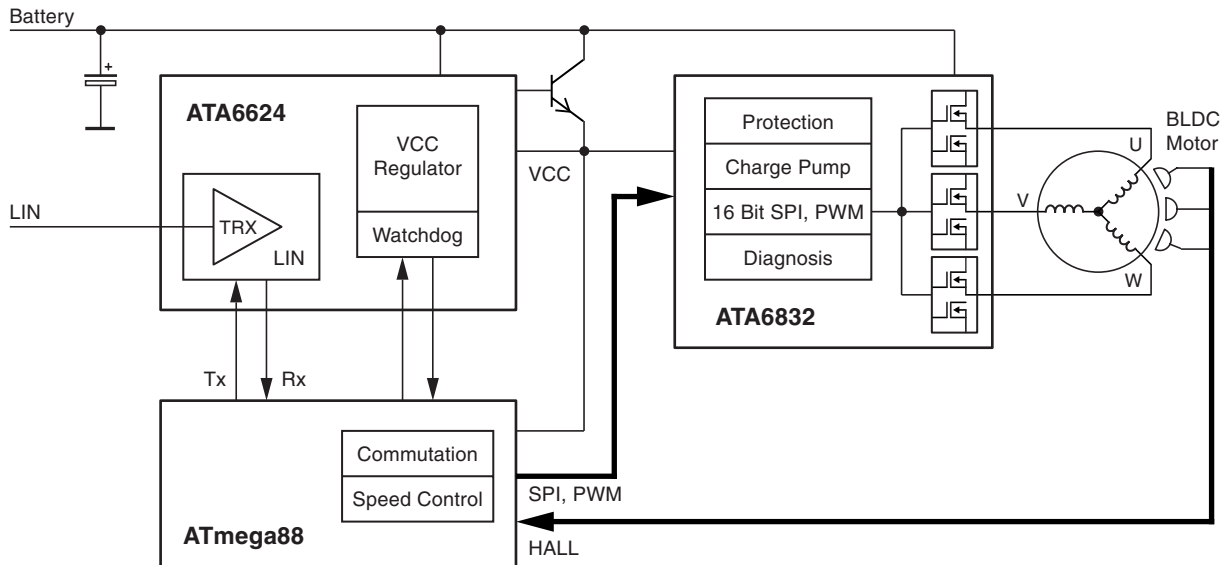 Battery
+
ATA6624
VCC
Regulator
Watchdog
TRX
LIN
LIN
VCC
Protection
Charge Pump
16 Bit SPI, PWM
Diagnosis
ATA6832
BLDC
Motor
U
V
W
Tx
Rx
Commutation
Speed Control
ATmega88
SPI, PWM
HALL